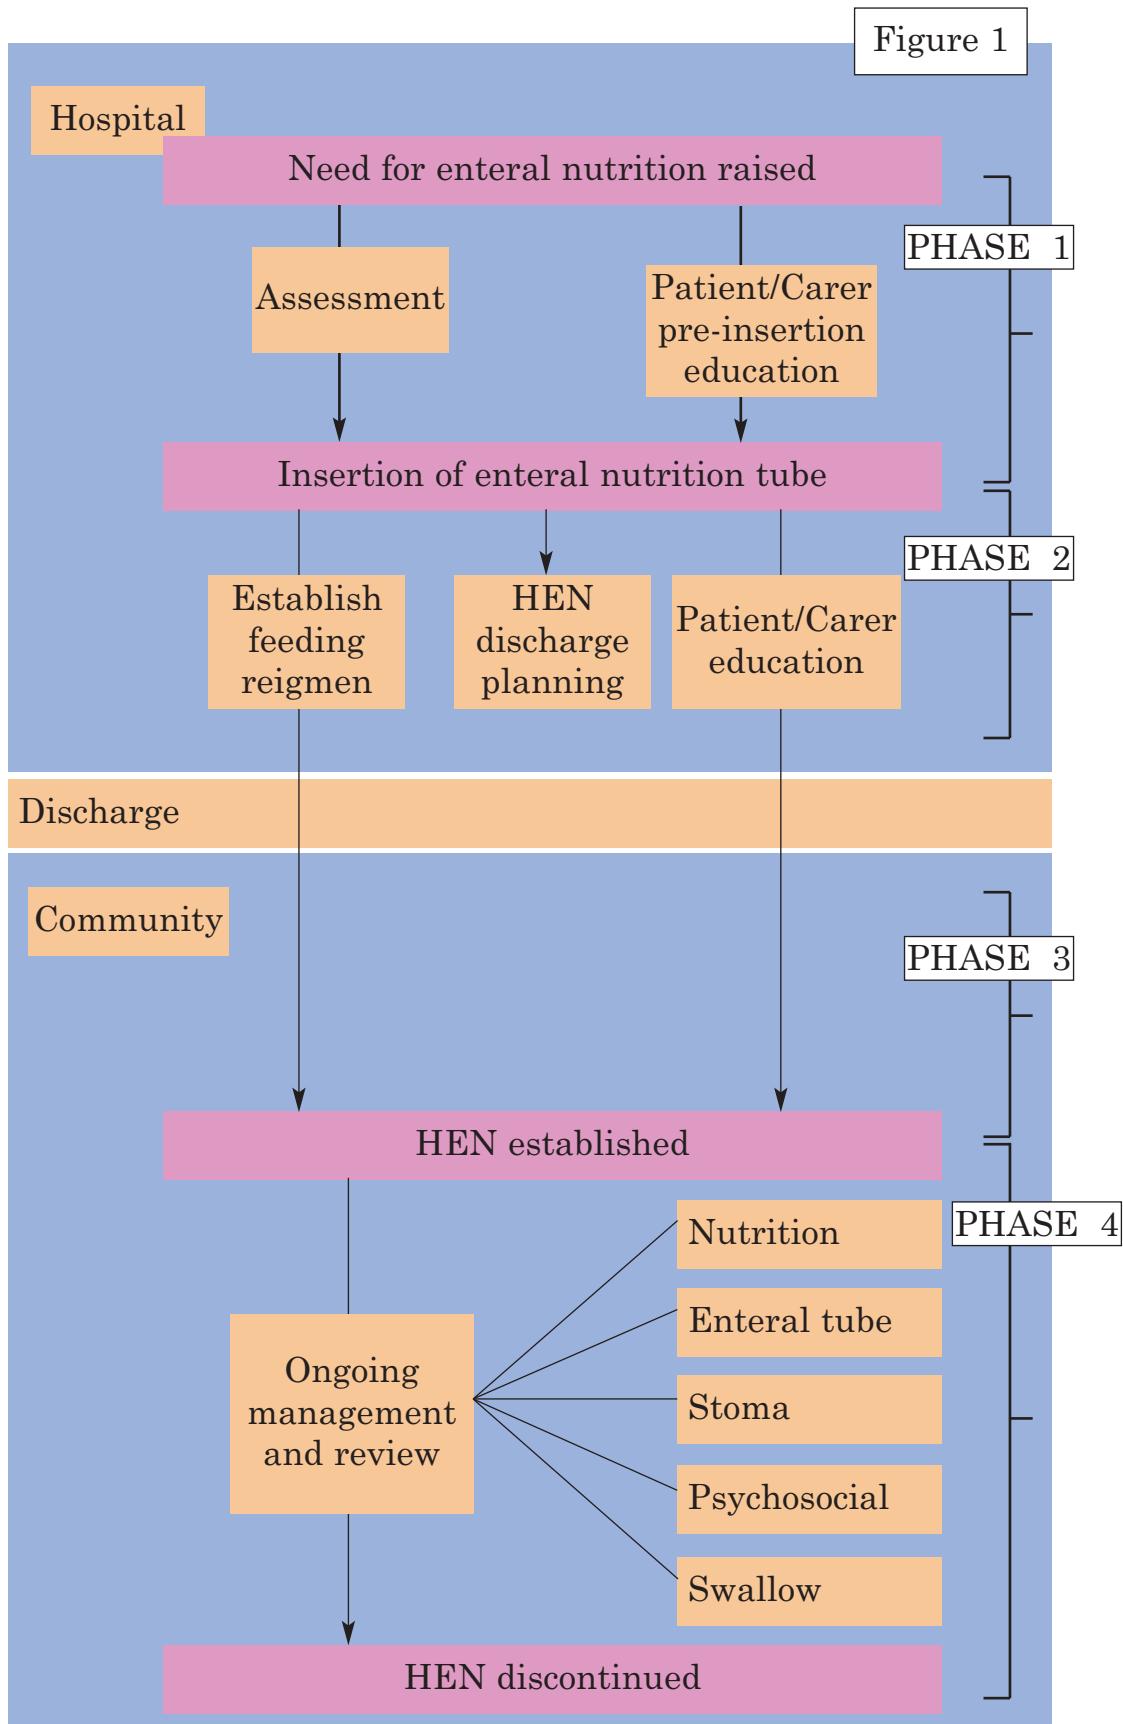 Figure 1
Hospital
Need for enteral nutrition raised
PHASE 1
Assessment
Patient/Carer
pre-insertion
education
Insertion of enteral nutrition tube
PHASE 2
Establish
feeding
reigmen
HEN
discharge
planning
Patient/Carer
education
Discharge
Community
PHASE 3
HEN established
PHASE 4
Nutrition
Enteral tube
Ongoing
management
and review
Stoma
Psychosocial
Swallow
HEN discontinued